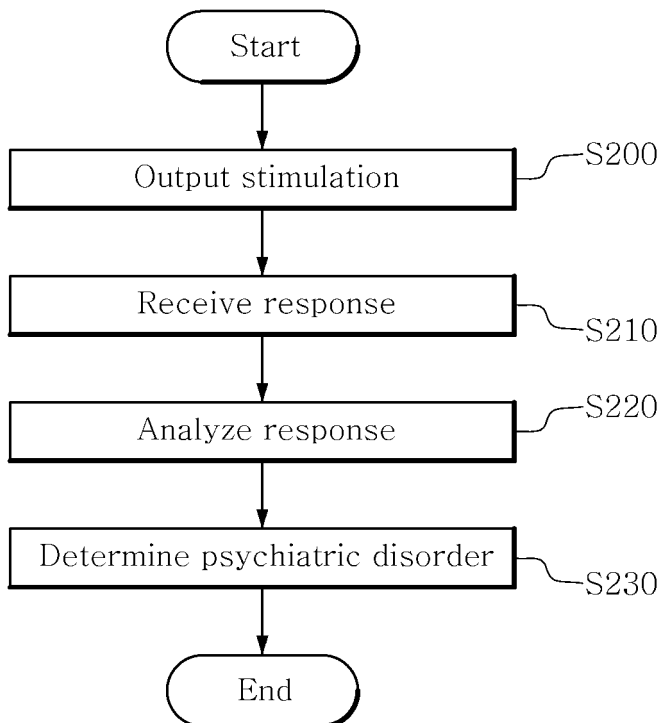 Start
Output stimulation
S200
Receive response
S210
Analyze response
S220
Determine psychiatric disorder
S230
End